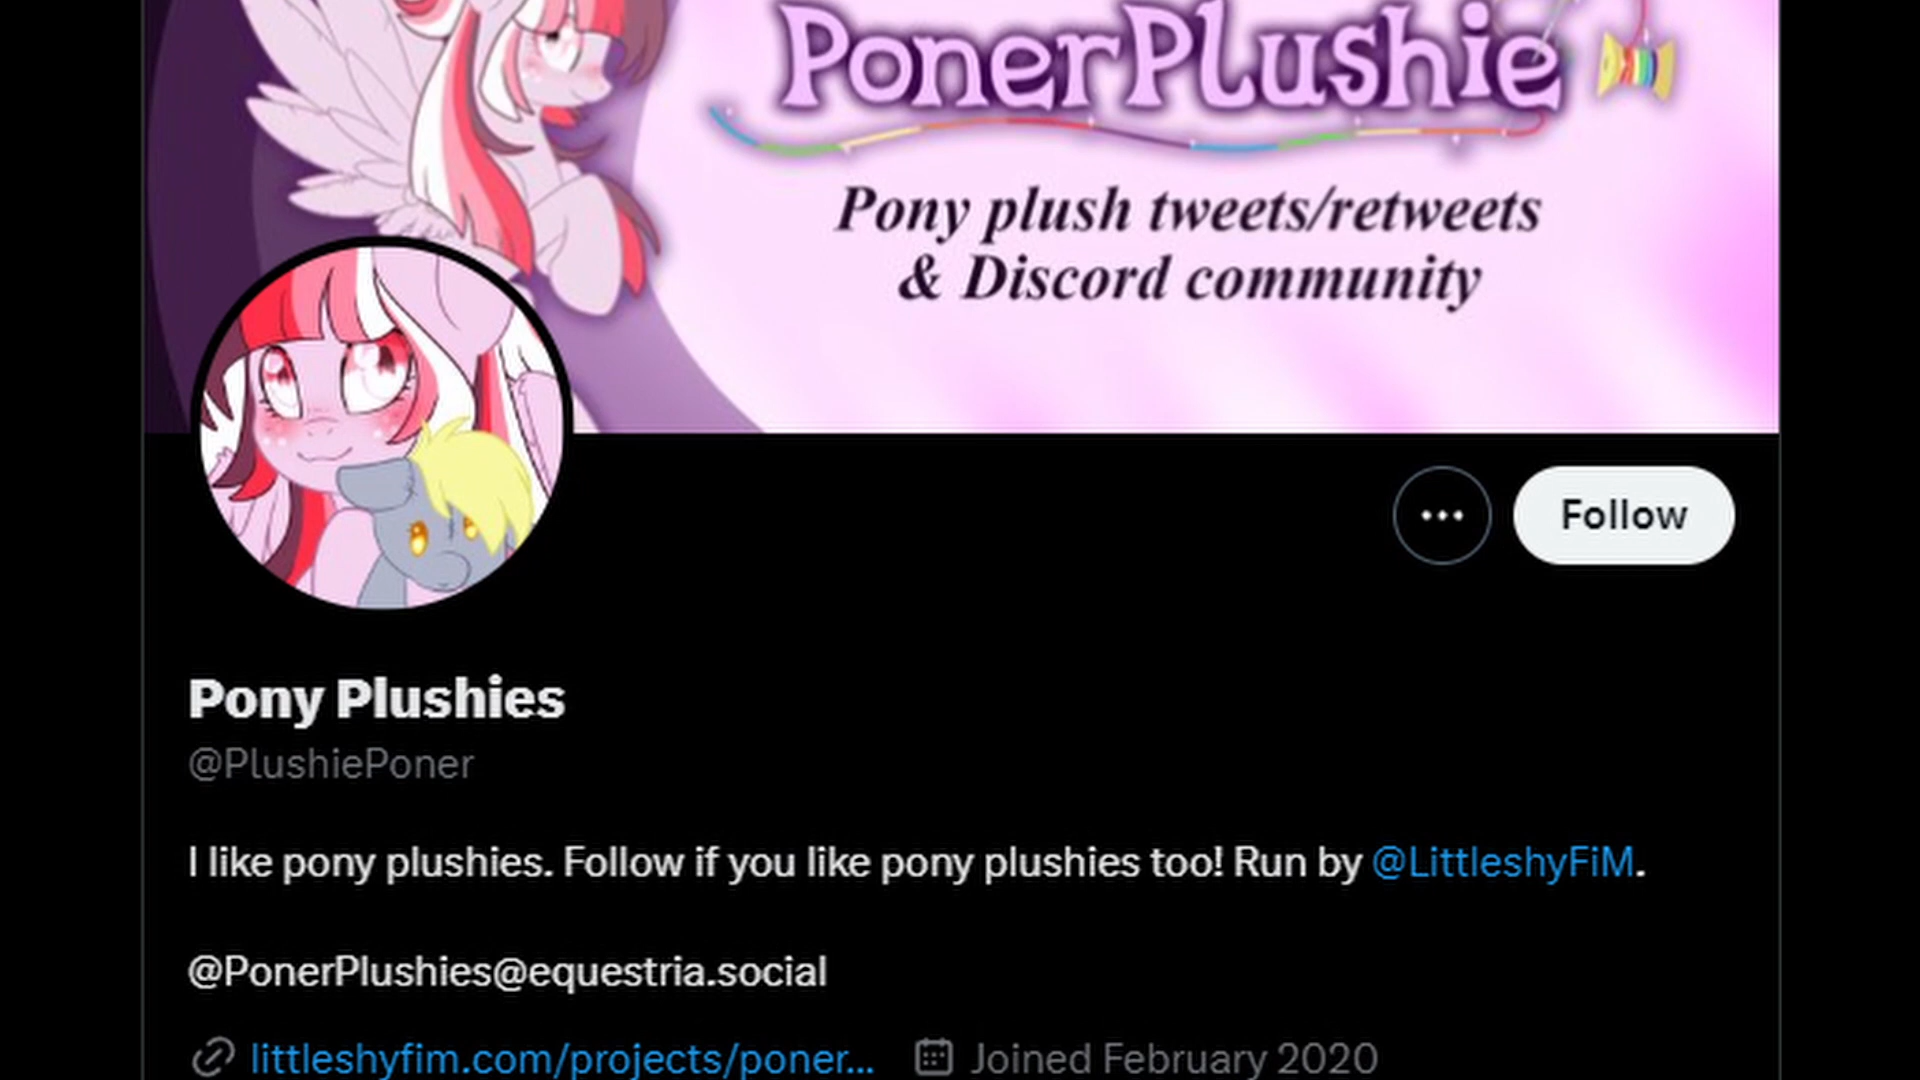 PonerPlushie
Pony plush tweets/retweets
& Discord community
Follow
Pony Plushies
@PlushiePoner
I like pony plushies. Follow if you like pony plushies too! Run by @LittleshyFiM.
@PonerPlushies@equestria.social
littleshyfim.com/projects/poner... Joined February 2020